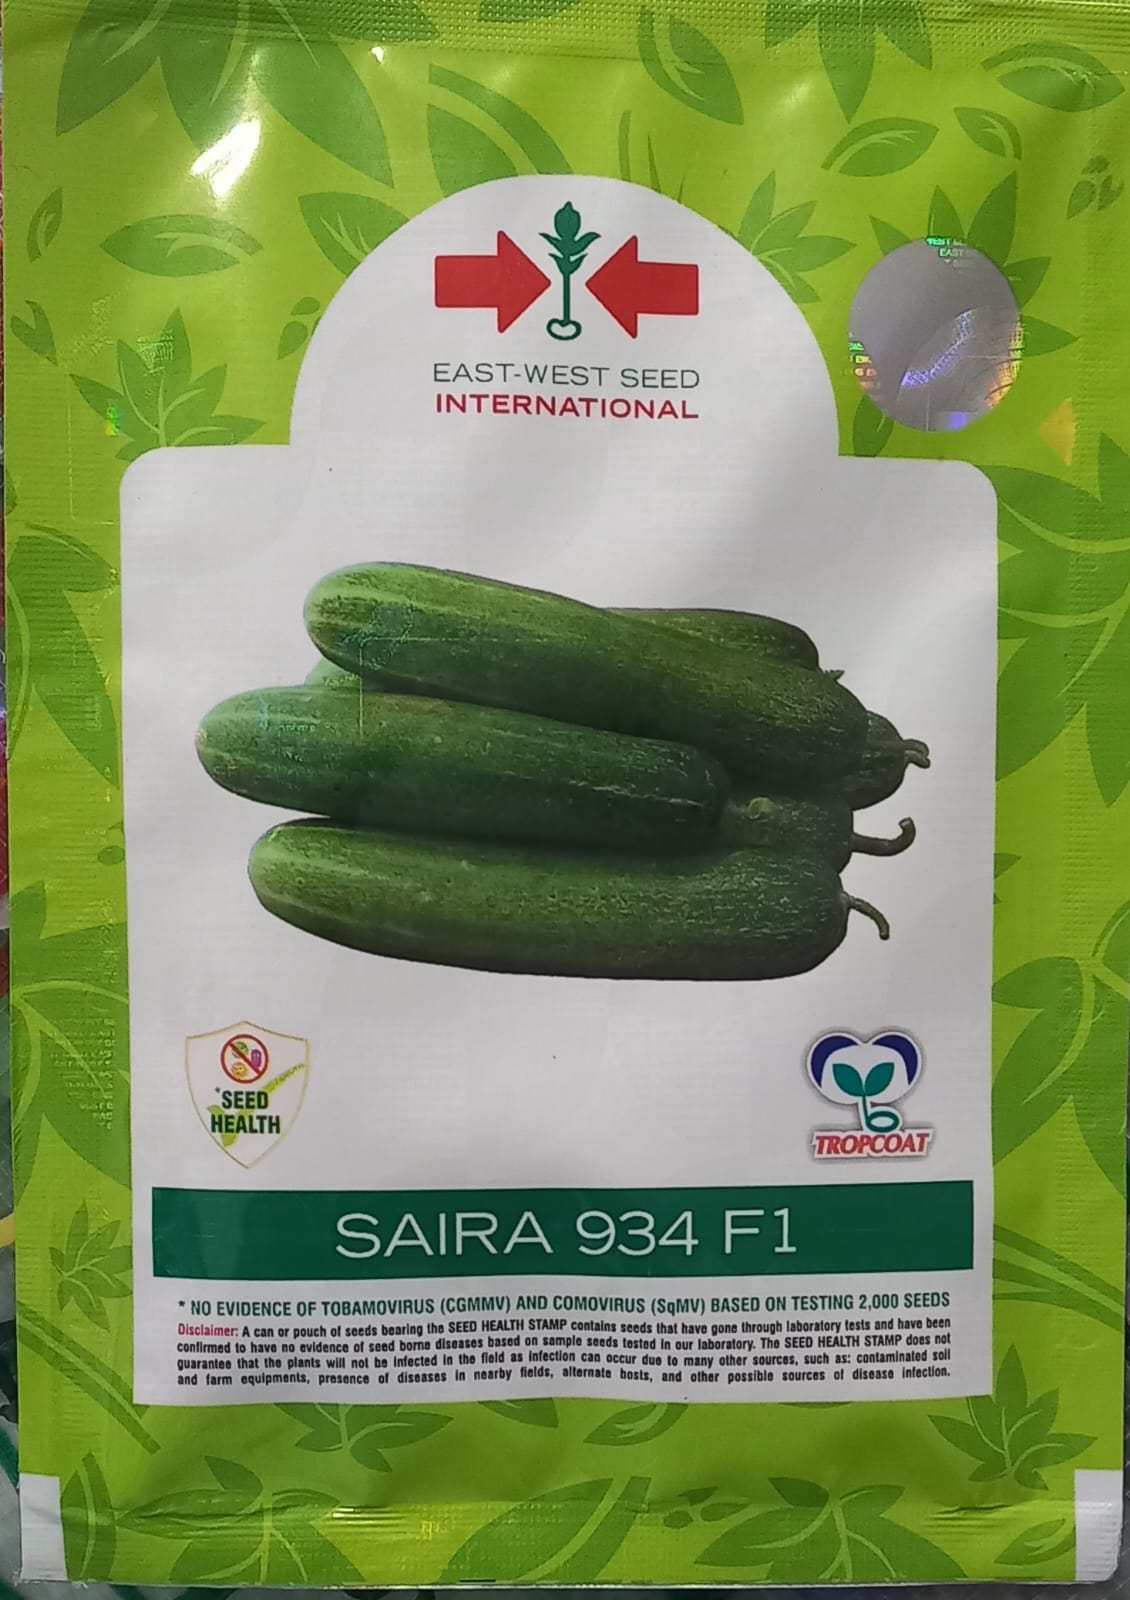 EAST-WEST SEED
INTERNATIONAL
*SEED
HEALTH
TROPCOAT
SAIRA 934 F1
* NO EVIDENCE OF TOBAMOVIRUS (CGMMV) AND COMOVIRUS (SqMV) BASED ON TESTING 2,000 SEEDS
Disclaimer: A can or pouch of seeds bearing the SEED HEALTH STAMP contains seeds that have gone through laboratory tests and have been
confirmed to have no evidence of seed borne diseases based on sample seeds tested in our laboratory. The SEED HEALTH STAMP does not
guarantee that the plants will not be infected in the field as infection can occur due to many other sources, such as: contaminated soil
and farm equipments, presence of diseases in nearby fields, alternate hosts, and other possible sources of disease infection.